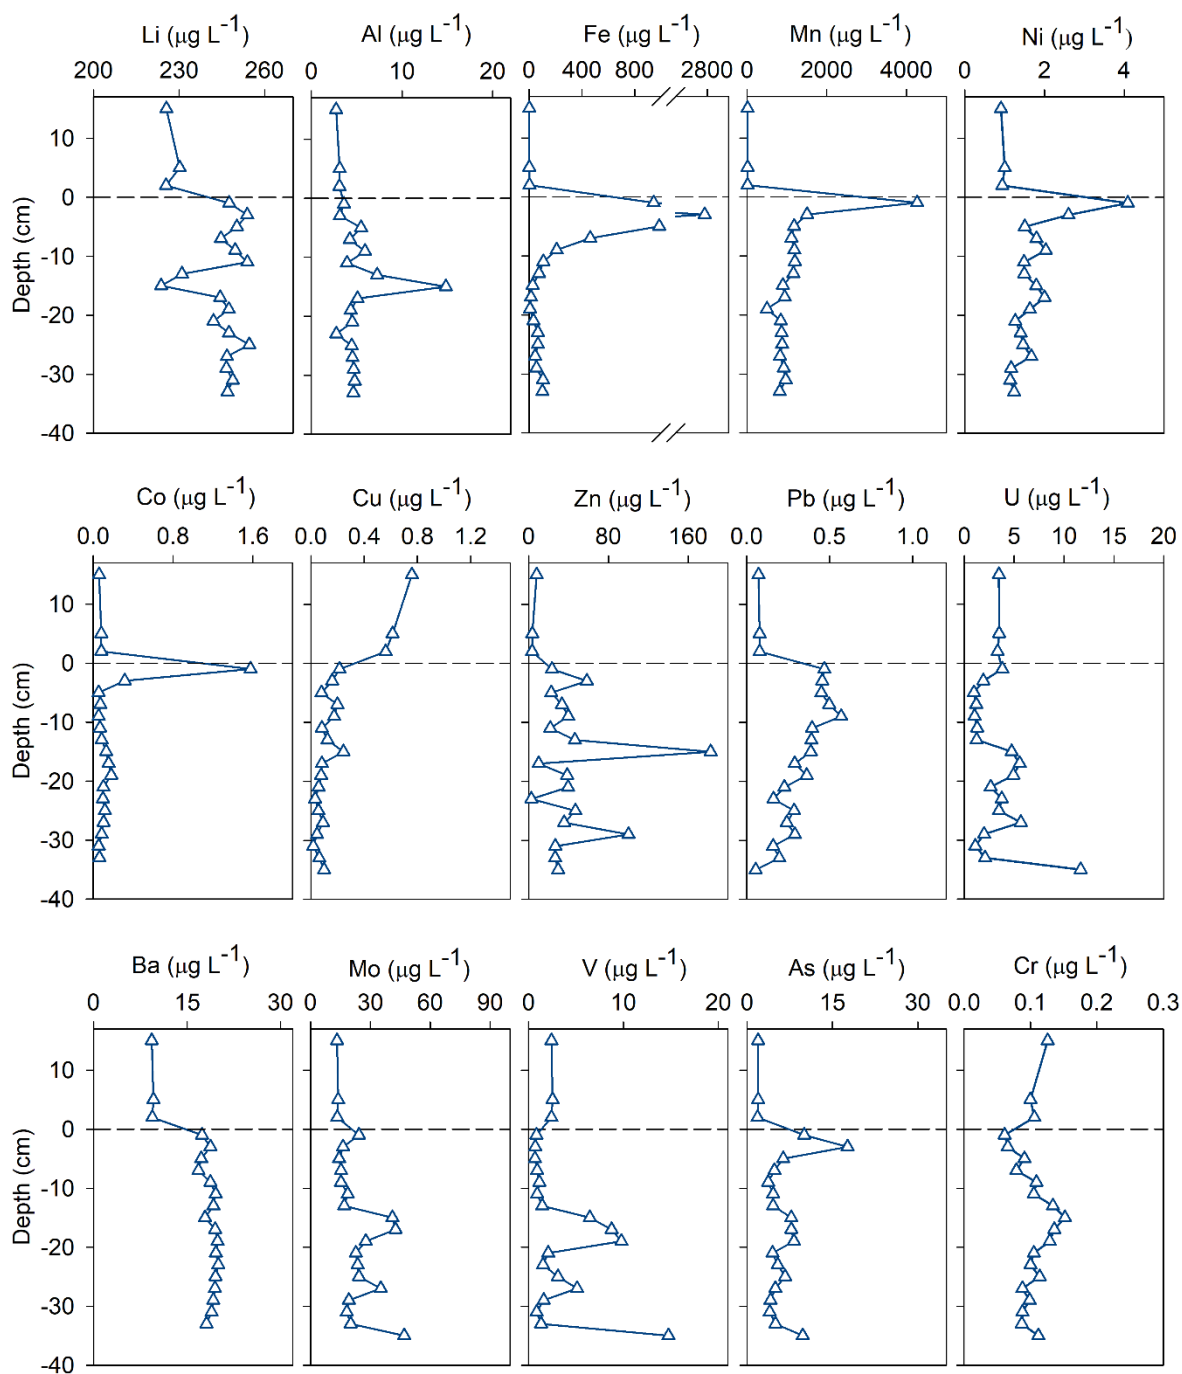 Li (μg L⁻¹) Al (μg L⁻¹) Fe (μg L⁻¹) Mn (μg L⁻¹) Ni (μg L⁻¹)
200 230 260 0 10 20 0 400 800 2800 0 2000 4000 0 2 4
10
0
-10
-20
-30
-40
Depth (cm)
Co (μg L⁻¹) Cu (μg L⁻¹) Zn (μg L⁻¹) Pb (μg L⁻¹) U (μg L⁻¹)
0.0 0.8 1.6 0.0 0.4 0.8 1.2 0 80 160 0.0 0.5 1.0 0 5 10 15 20
10
0
-10
-20
-30
-40
Depth (cm)
Ba (μg L⁻¹) Mo (μg L⁻¹) V (μg L⁻¹) As (μg L⁻¹) Cr (μg L⁻¹)
0 15 30 0 30 60 90 0 10 20 0 15 30 0.0 0.1 0.2 0.3
10
0
-10
-20
-30
-40
Depth (cm)